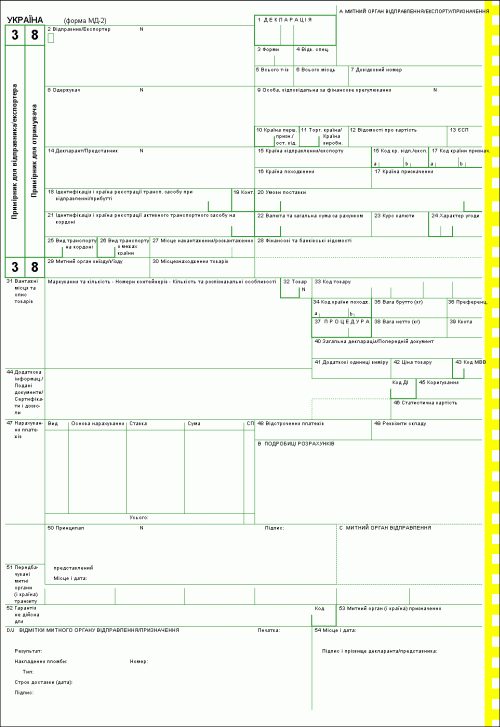 А МИТНИЙ ОРГАН ВІДПРАВЛЕННЯ/ЕКСПОРТУ/ПРИЗНАЧЕННЯ
УКРАЇНА (форма МД-2)
1 ДЕКЛАРАЦІЯ
3 8
2 Відправник/Експортер N
3 Форми 4 Відв. спец.
5 Всього т-ів 6 Всього місць 7 Довідковий номер
Примірник для відправника/експортера
Примірник для отримувача
8 Одержувач N
9 Особа, відповідальна за фінансове врегулювання N
10 Країна перш. призн./ост. від.
11 Торг. країна/Країна вироби.
12 Відомості про вартість 13 ЄСП
14 Декларант/Представник N
15 Країна відправлення/експорту
15 Код кр. відп./експ. a b
17 Код країни признач. a b
16 Країна походження 17 Країна призначення
18 Ідентифікація і країна реєстрації трансп. засобу при відправленні/прибутті
19 Конт.
20 Умови поставки
21 Ідентифікація і країна реєстрації активного транспортного засобу на кордоні
22 Валюта та загальна сума за рахунком 23 Курс валюти 24 Характер угоди
25 Вид транспорту на кордоні
26 Вид транспорту в межах країни
27 Місце навантаження/розвантаження
28 Фінансові та банківські відомості
3 8
29 Митний орган виїзду/в'їзду 30 Місцезнаходження товарів
31 Вантажні місця та опис товарів
Маркування та кількість - Номери контейнерів - Кількість та розпізнавальні особливості
32 Товар N
33 Код товару
34 Код країни походж. a b
35 Вага брутто (кг) 36 Преференц.
37 ПРОЦЕДУРА 38 Вага нетто (кг) 39 Квота
40 Загальна декларація/Попередній документ
41 Додаткові одиниці виміру 42 Ціна товару 43 Код МВВ
44 Додаткова інформац./Подані документи/Сертифікати і дозволи
Код ДІ 45 Коригування
46 Статистична вартість
47 Нарахування платежів
Вид Основа нарахування Ставка Сума СП
48 Відстрочення платежів 49 Реквізити складу
В ПОДРОБИЦІ РОЗРАХУНКІВ
Усього:
50 Принципал N Підпис:
С МИТНИЙ ОРГАН ВІДПРАВЛЕННЯ
представлений
Місце і дата:
51 Передбачувані митні органи (і країна) транзиту
52 Гарантія не дійсна для
Код 53 Митний орган (і країна) призначення
D/J ВІДМІТКИ МИТНОГО ОРГАНУ ВІДПРАВЛЕННЯ/ПРИЗНАЧЕННЯ Печатка:
54 Місце і дата:
Результат:
Підпис і прізвище декларанта/представника:
Накладення пломби: Номер:
Тип:
Строк доставки (дата):
Підпис: